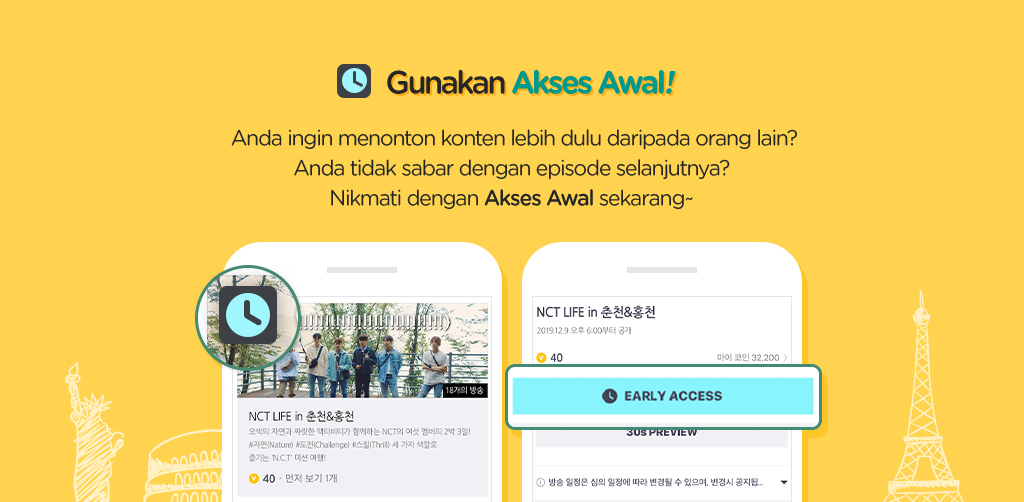 Gunakan Akses Awal!
Anda ingin menonton konten lebih dulu daripada orang lain?
Anda tidak sabar dengan episode selanjutnya?
Nikmati dengan Akses Awal sekarang~
18개의 방송
NCT LIFE in 춘천&홍천
오색의 자연과 짜릿한 액티비티가 함께하는 NCT의 여섯 멤버의 2박 3일!
#자연(Nature) #도전(Challenge) #스릴(Thrill) 세 가지 색깔로
즐기는 'N.C.T' 미션 여행!
V 40 · 먼저 보기 1개
NCT LIFE in 춘천&홍천
2019.12.9 오후 6:00부터 공개
V 40 마이 코인 32,200 >
EARLY ACCESS
30s PREVIEW
방송 일정은 심의 일정에 따라 변경될 수 있으며, 변경시 공지됩...